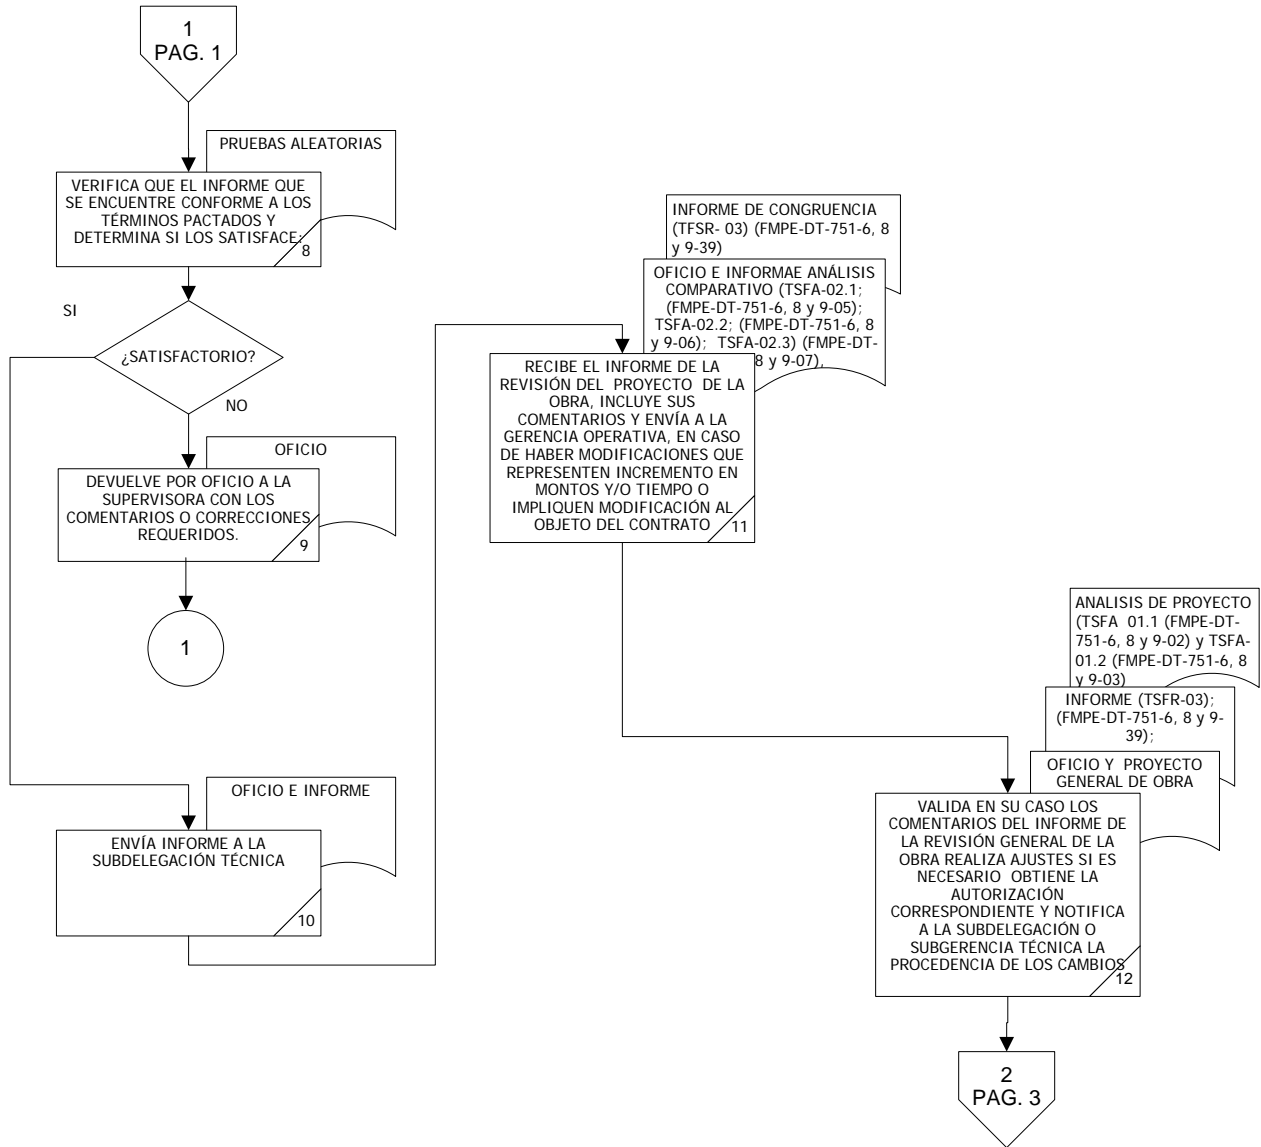 1
PAG. 1
PRUEBAS ALEATORIAS
VERIFICA QUE EL INFORME QUE
SE ENCUENTRE CONFORME A LOS
TÉRMINOS PACTADOS Y
DETERMINA SI LOS SATISFACE;
8
SI
¿SATISFACTORIO?
NO
OFICIO
DEVUELVE POR OFICIO A LA
SUPERVISORA CON LOS
COMENTARIOS O CORRECCIONES
REQUERIDOS.
9
1
OFICIO E INFORME
ENVÍA INFORME A LA
SUBDELEGACIÓN TÉCNICA
10
INFORME DE CONGRUENCIA
(TFSR- 03) (FMPE-DT-751-6, 8
y 9-39)
OFICIO E INFORMAE ANÁLISIS
COMPARATIVO (TSFA-02.1;
(FMPE-DT-751-6, 8 y 9-05);
TSFA-02.2; (FMPE-DT-751-6, 8
y 9-06);  TSFA-02.3) (FMPE-DT-
8 y 9-07),
RECIBE EL INFORME DE LA
REVISIÓN DEL  PROYECTO  DE LA
OBRA, INCLUYE SUS
COMENTARIOS Y ENVÍA A LA
GERENCIA OPERATIVA, EN CASO
DE HABER MODIFICACIONES QUE
REPRESENTEN INCREMENTO EN
MONTOS Y/O TIEMPO O
IMPLIQUEN MODIFICACIÓN AL
OBJETO DEL CONTRATO
11
ANALISIS DE PROYECTO
(TSFA  01.1 (FMPE-DT-
751-6, 8 y 9-02) y TSFA-
01.2 (FMPE-DT-751-6, 8
y 9-03)
INFORME (TSFR-03);
(FMPE-DT-751-6, 8 y 9-
39);
OFICIO Y  PROYECTO
GENERAL DE OBRA
VALIDA EN SU CASO LOS
COMENTARIOS DEL INFORME DE
LA REVISIÓN GENERAL DE LA
OBRA REALIZA AJUSTES SI ES
NECESARIO  OBTIENE LA
AUTORIZACIÓN
CORRESPONDIENTE Y NOTIFICA
A LA SUBDELEGACIÓN O
SUBGERENCIA TÉCNICA LA
PROCEDENCIA DE LOS CAMBIOS
12
2
PAG. 3